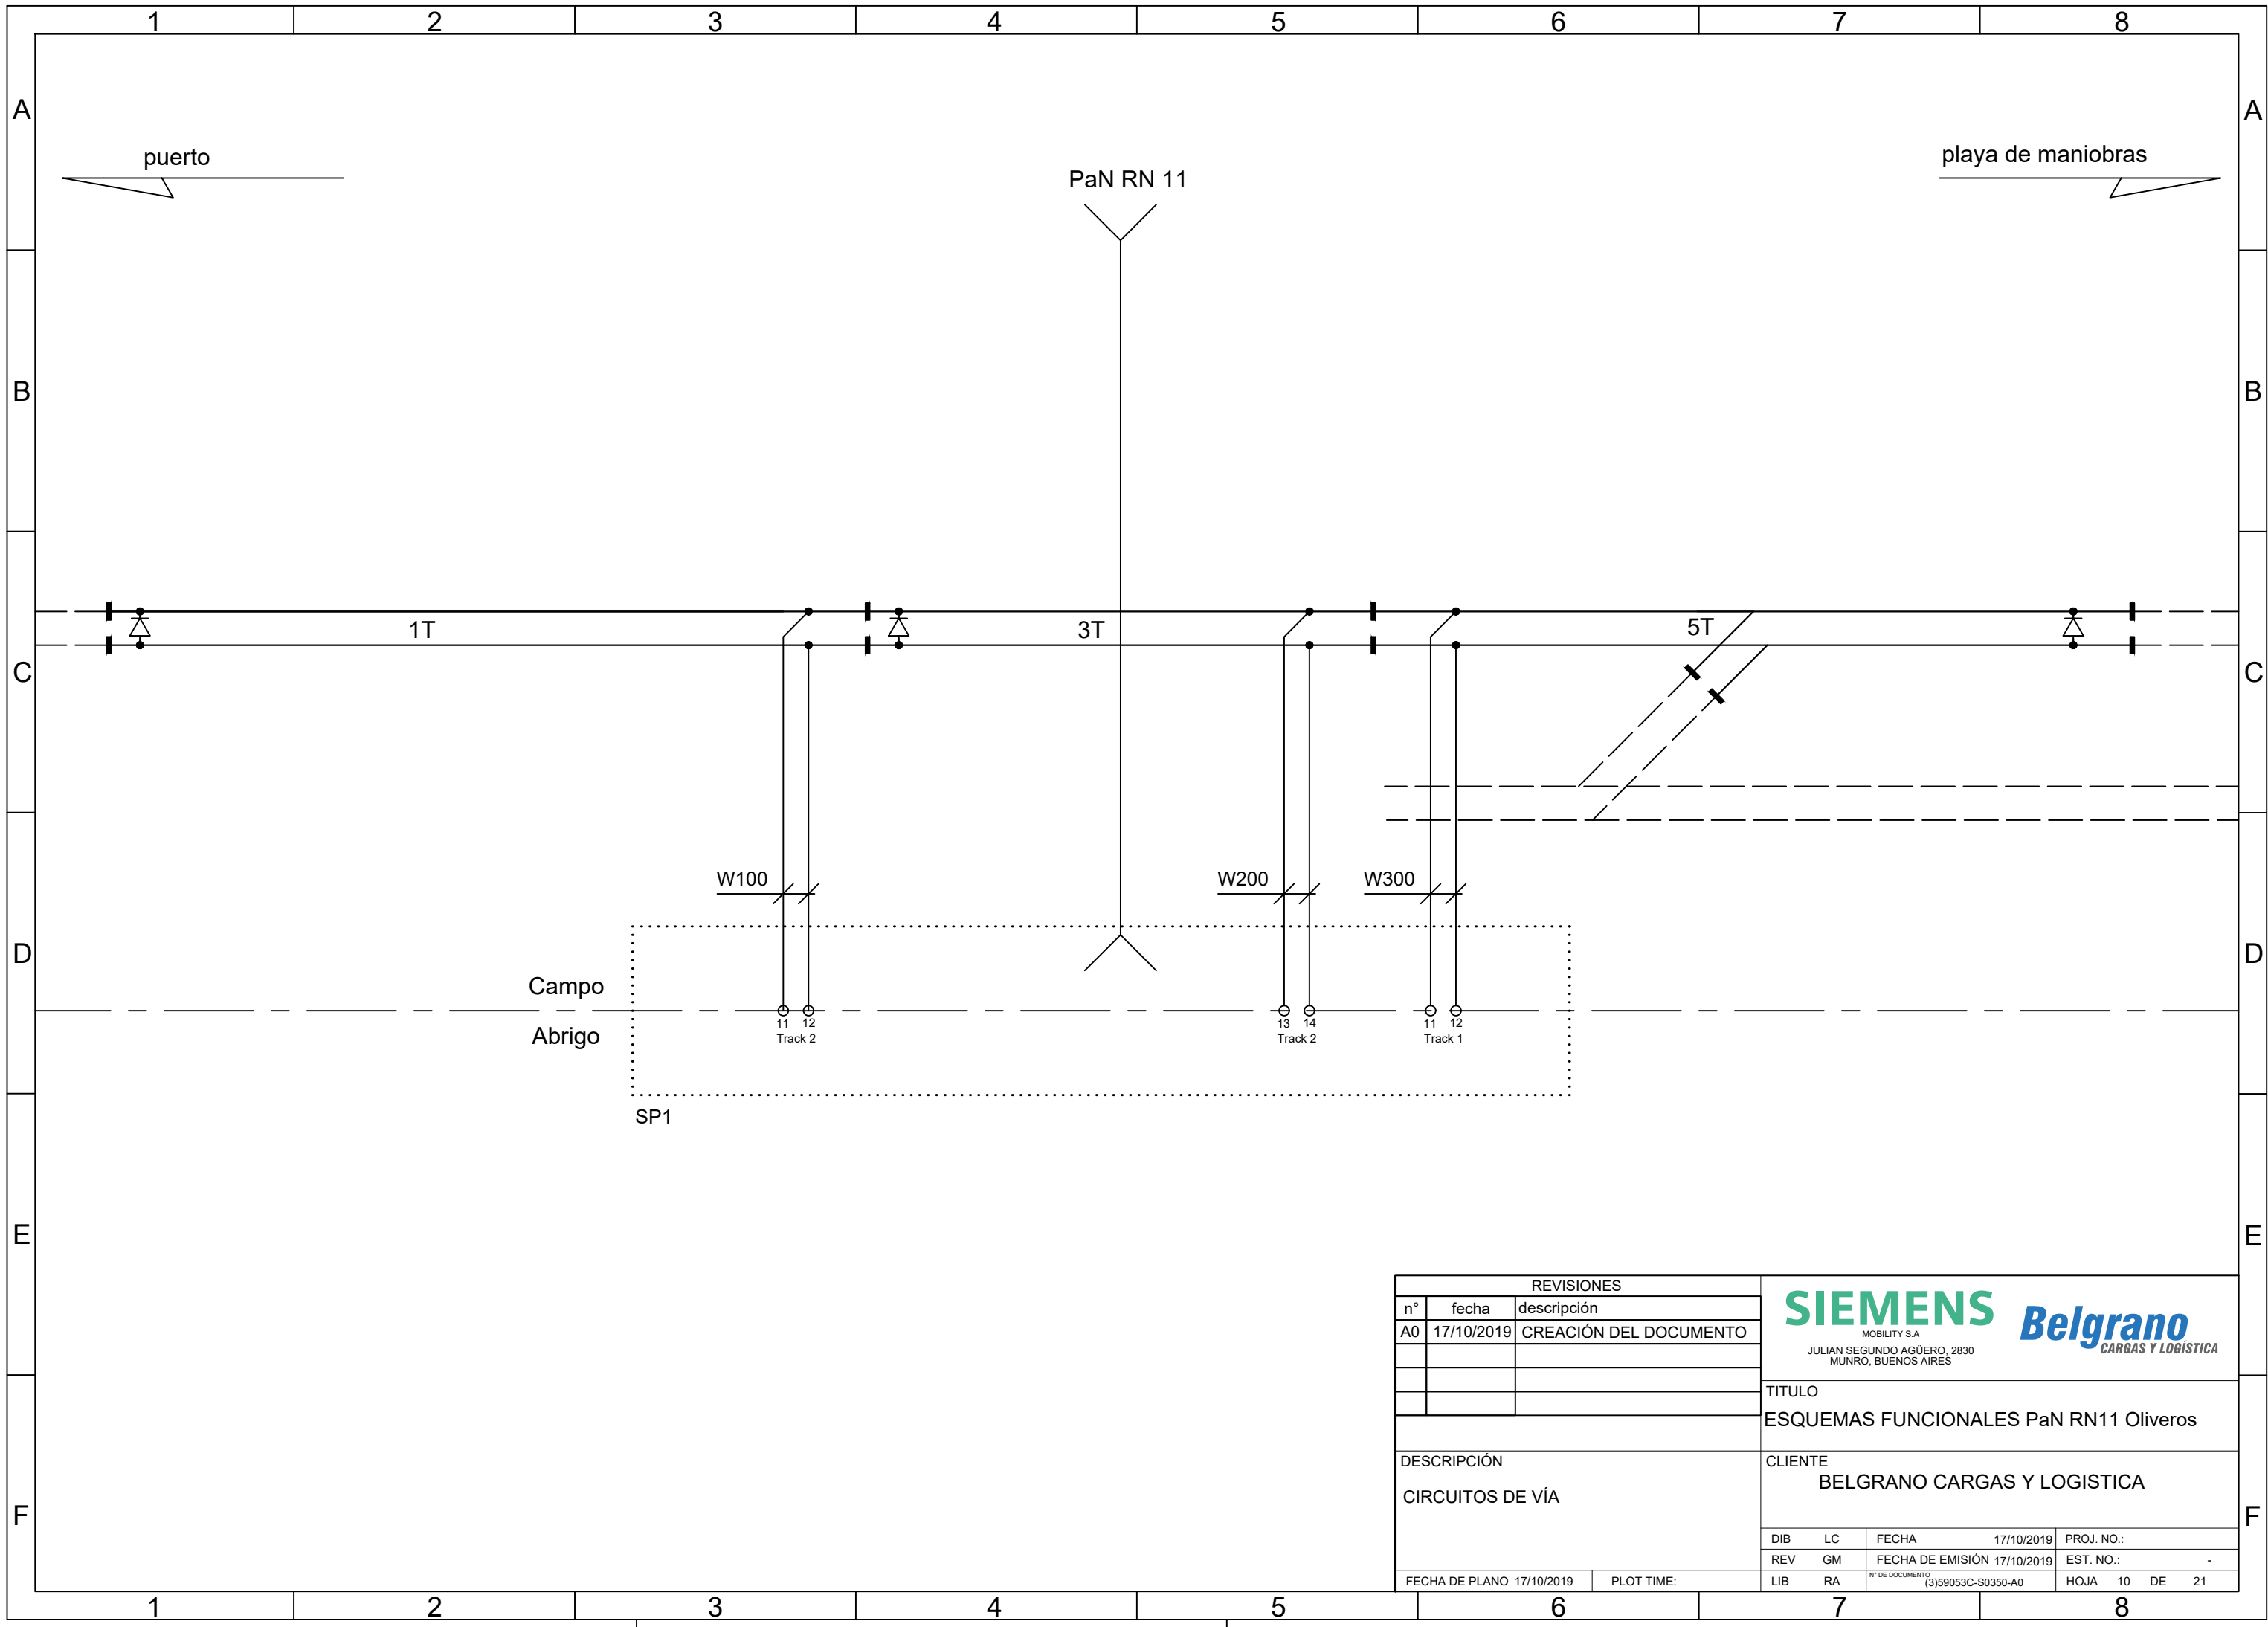 1 2 3 4 5 6 7 8
A A
puerto
playa de maniobras
PaN RN 11
B B
1T
3T
5T
C C
W100
W200
W300
D D
Campo
Abrigo
11 12
Track 2
13 14
Track 2
11 12
Track 1
SP1
E E
REVISIONES
n° fecha descripción
A0 17/10/2019 CREACIÓN DEL DOCUMENTO
SIEMENS
MOBILITY S.A
JULIAN SEGUNDO AGÜERO, 2830
MUNRO, BUENOS AIRES
Belgrano
CARGAS Y LOGÍSTICA
TITULO
ESQUEMAS FUNCIONALES PaN RN11 Oliveros
DESCRIPCIÓN
CIRCUITOS DE VÍA
CLIENTE
BELGRANO CARGAS Y LOGISTICA
F F
DIB LC FECHA 17/10/2019 PROJ. NO.:
REV GM FECHA DE EMISIÓN 17/10/2019 EST. NO.: -
FECHA DE PLANO 17/10/2019 PLOT TIME: LIB RA N° DE DOCUMENTO (3)59053C-S0350-A0 HOJA 10 DE 21
1 2 3 4 5 6 7 8